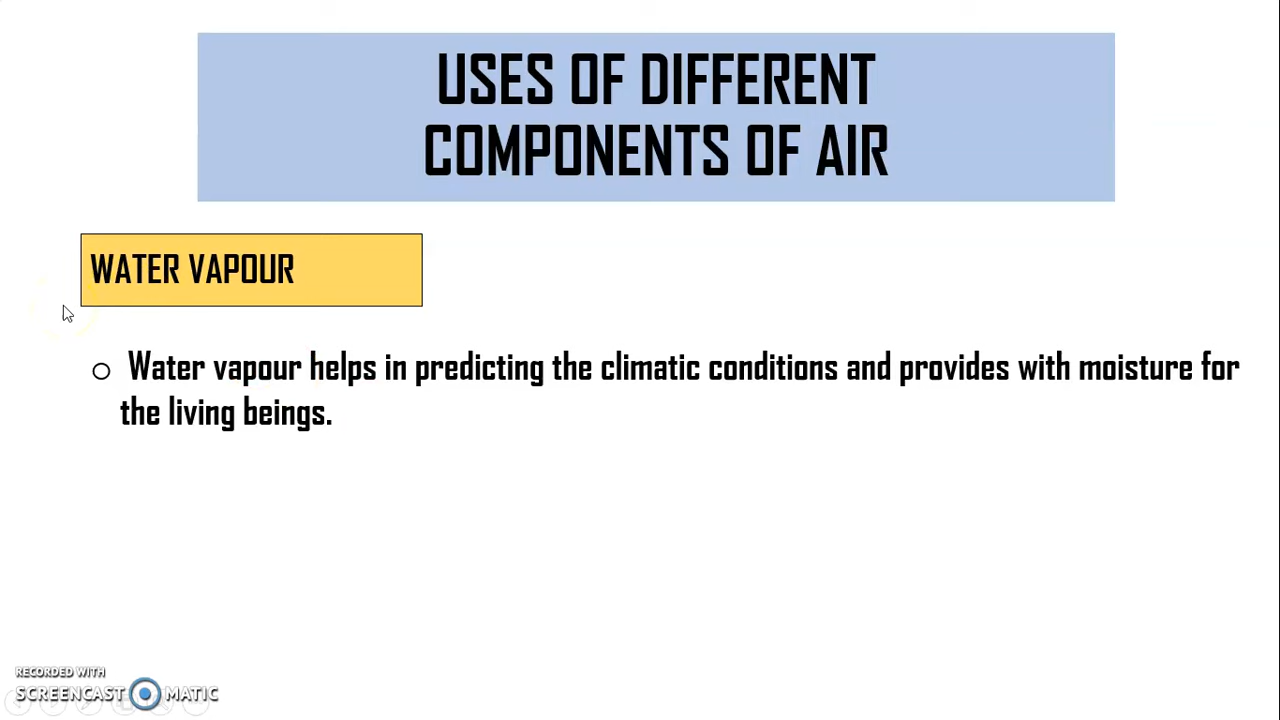 USES OF DIFFERENT
COMPONENTS OF AIR
WATER VAPOUR
o Water vapour helps in predicting the climatic conditions and provides with moisture for
the living beings.
RECORDED WITH
SCREENCAST MATIC